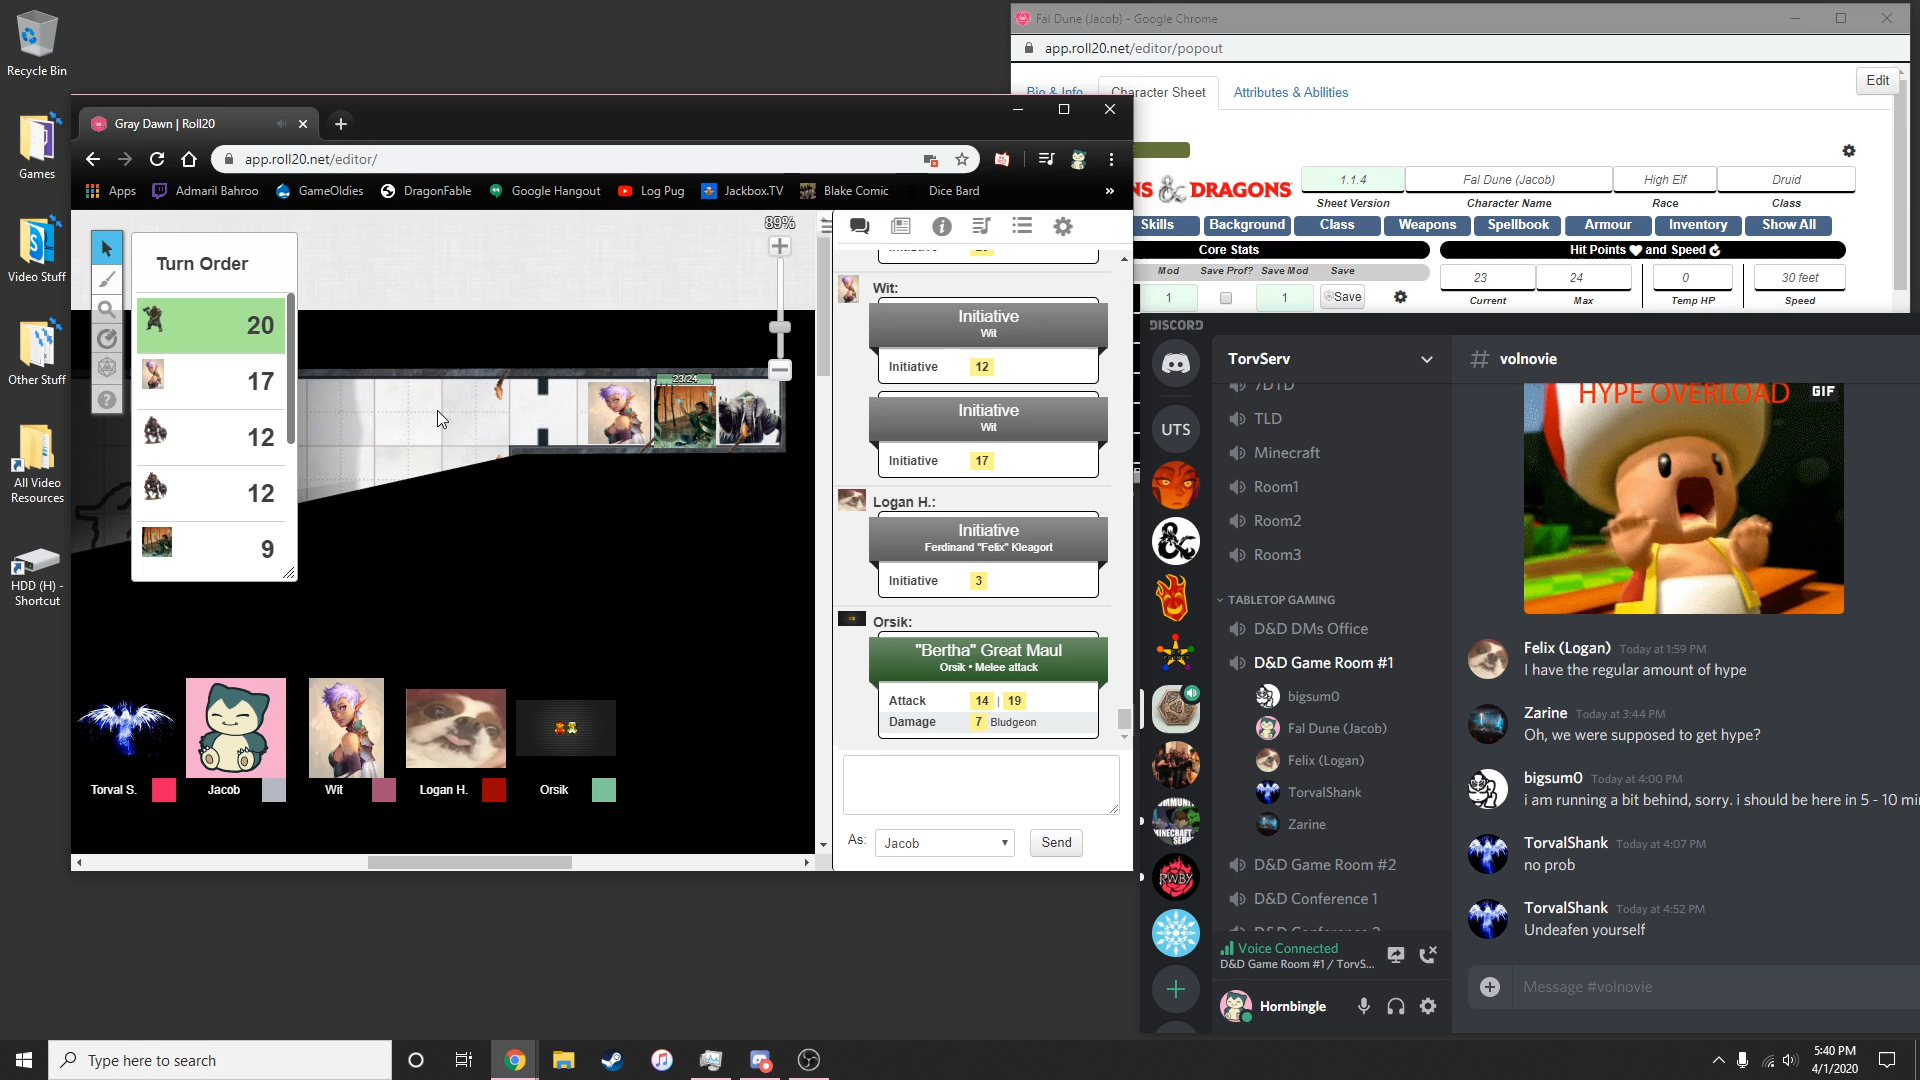 Recycle Bin
Games
Video Stuff
Other Stuff
All Video
Resources
HDD (H) -
Shortcut
Fal Dune (Jacob) - Google Chrome
app.roll20.net/editor/popout
Bio & Info
Character Sheet
Attributes & Abilities
Edit
NS & DRAGONS
1.1.4
Fal Dune (Jacob)
High Elf
Druid
Sheet Version
Character Name
Race
Class
Skills
Background
Class
Weapons
Spellbook
Armour
Inventory
Show All
Core Stats
Hit Points and Speed
Mod
Save Prof?
Save Mod
Save
1
1
Save
23
24
0
30 feet
Current
Max
Temp HP
Speed
Gray Dawn | Roll20
app.roll20.net/editor/
Apps
Admaril Bahroo
GameOldies
DragonFable
Google Hangout
Log Pug
Jackbox.TV
Blake Comic
Dice Bard
»
89%
Turn Order
20
17
12
12
9
23/24
Torval S.
Jacob
Wit
Logan H.
Orsik
Wit:
Initiative
Wit
Initiative 12
Initiative
Wit
Initiative 17
Logan H.:
Initiative
Ferdinand "Felix" Kleagort
Initiative 3
Orsik:
"Bertha" Great Maul
Orsik • Melee attack
Attack 14 | 19
Damage 7 Bludgeon
As:
Jacob
Send
DISCORD
TorvServ
7DTD
TLD
Minecraft
Room1
Room2
Room3
TABLETOP GAMING
D&D DMs Office
D&D Game Room #1
bigsum0
Fal Dune (Jacob)
Felix (Logan)
TorvalShank
Zarine
D&D Game Room #2
D&D Conference 1
Voice Connected
D&D Game Room #1 / TorvS...
Hornbingle
UTS
RWBY
# volnovie
HYPE OVERLOAD
GIF
Felix (Logan) Today at 1:59 PM
I have the regular amount of hype
Zarine Today at 3:44 PM
Oh, we were supposed to get hype?
bigsum0 Today at 4:00 PM
i am running a bit behind, sorry. i should be here in 5 - 10 min
TorvalShank Today at 4:07 PM
no prob
TorvalShank Today at 4:52 PM
Undeafen yourself
Message #volnovie
Type here to search
5:40 PM
4/1/2020